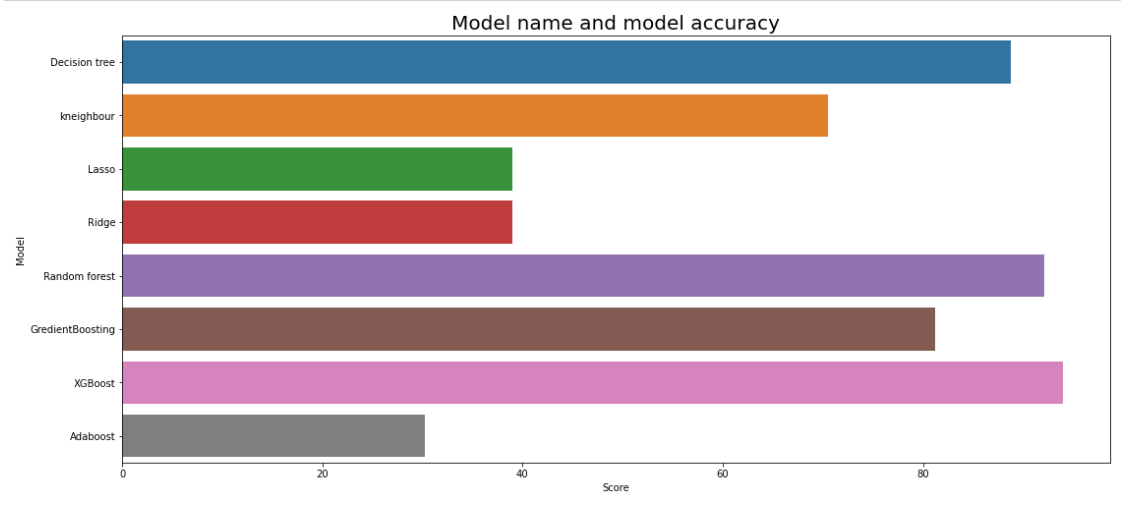 Model name and model accuracy
Decision tree
kneighbour
Lasso
Ridge
Model
Random forest
GredientBoosting
XGBoost
Adaboost
0 20 40 60 80
Score